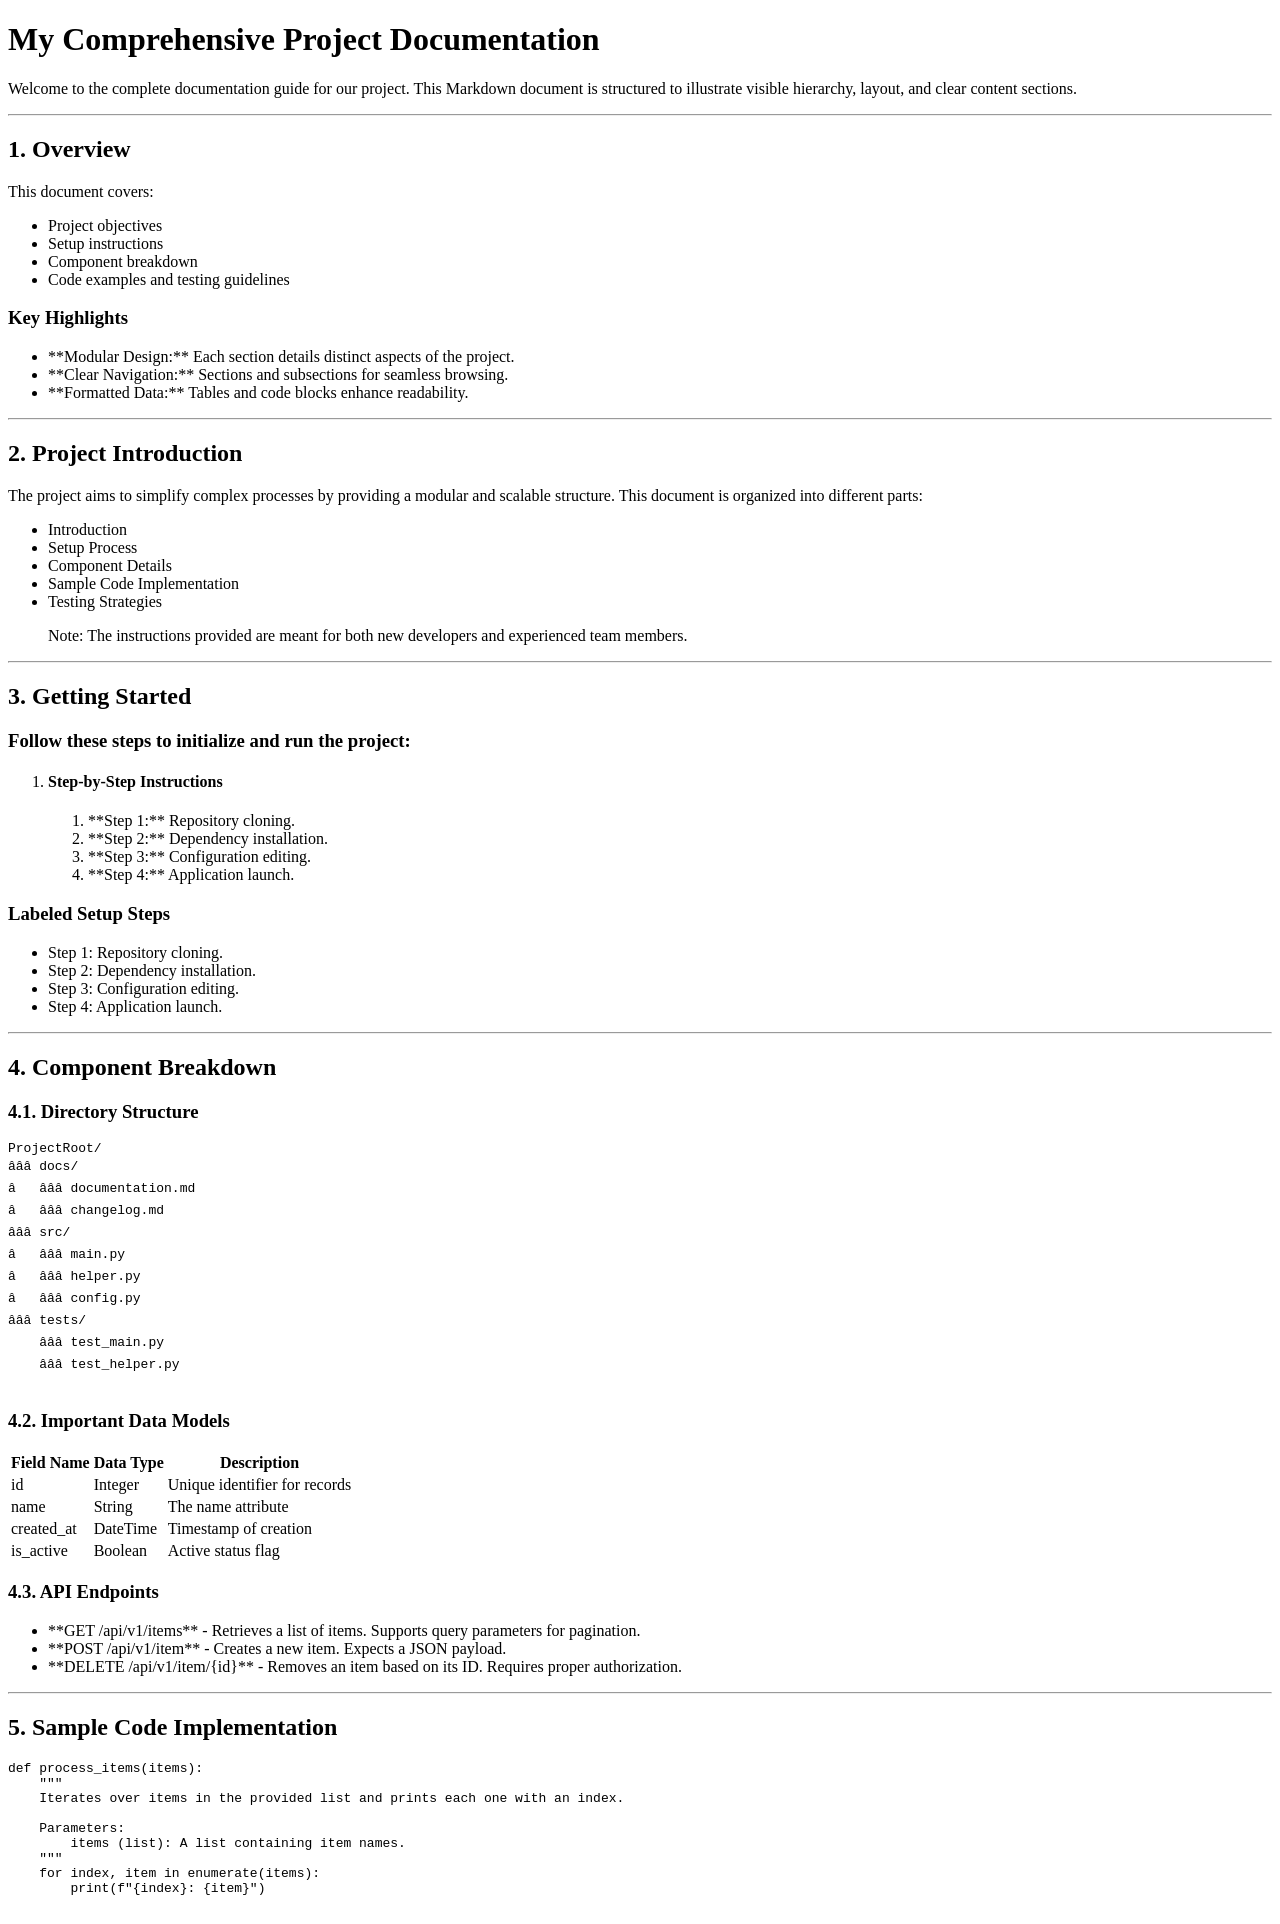 My Comprehensive Project Documentation
Welcome to the complete documentation guide for our project. This Markdown document is structured to illustrate visible hierarchy, layout, and clear content sections.
1. Overview
This document covers:
• Project objectives
• Setup instructions
• Component breakdown
• Code examples and testing guidelines
Key Highlights
• **Modular Design:** Each section details distinct aspects of the project.
• **Clear Navigation:** Sections and subsections for seamless browsing.
• **Formatted Data:** Tables and code blocks enhance readability.
2. Project Introduction
The project aims to simplify complex processes by providing a modular and scalable structure. This document is organized into different parts:
• Introduction
• Setup Process
• Component Details
• Sample Code Implementation
• Testing Strategies
Note: The instructions provided are meant for both new developers and experienced team members.
3. Getting Started
Follow these steps to initialize and run the project:
1. Step-by-Step Instructions
1. **Step 1:** Repository cloning.
2. **Step 2:** Dependency installation.
3. **Step 3:** Configuration editing.
4. **Step 4:** Application launch.
Labeled Setup Steps
• Step 1: Repository cloning.
• Step 2: Dependency installation.
• Step 3: Configuration editing.
• Step 4: Application launch.
4. Component Breakdown
4.1. Directory Structure
ProjectRoot/
âââ docs/
â   âââ documentation.md
â   âââ changelog.md
âââ src/
â   âââ main.py
â   âââ helper.py
â   âââ config.py
âââ tests/
    âââ test_main.py
    âââ test_helper.py
4.2. Important Data Models
Field Name Data Type Description
id Integer Unique identifier for records
name String The name attribute
created_at DateTime Timestamp of creation
is_active Boolean Active status flag
4.3. API Endpoints
• **GET /api/v1/items** - Retrieves a list of items. Supports query parameters for pagination.
• **POST /api/v1/item** - Creates a new item. Expects a JSON payload.
• **DELETE /api/v1/item/{id}** - Removes an item based on its ID. Requires proper authorization.
5. Sample Code Implementation
def process_items(items):
    """
    Iterates over items in the provided list and prints each one with an index.
    Parameters:
        items (list): A list containing item names.
    """
    for index, item in enumerate(items):
        print(f"{index}: {item}")